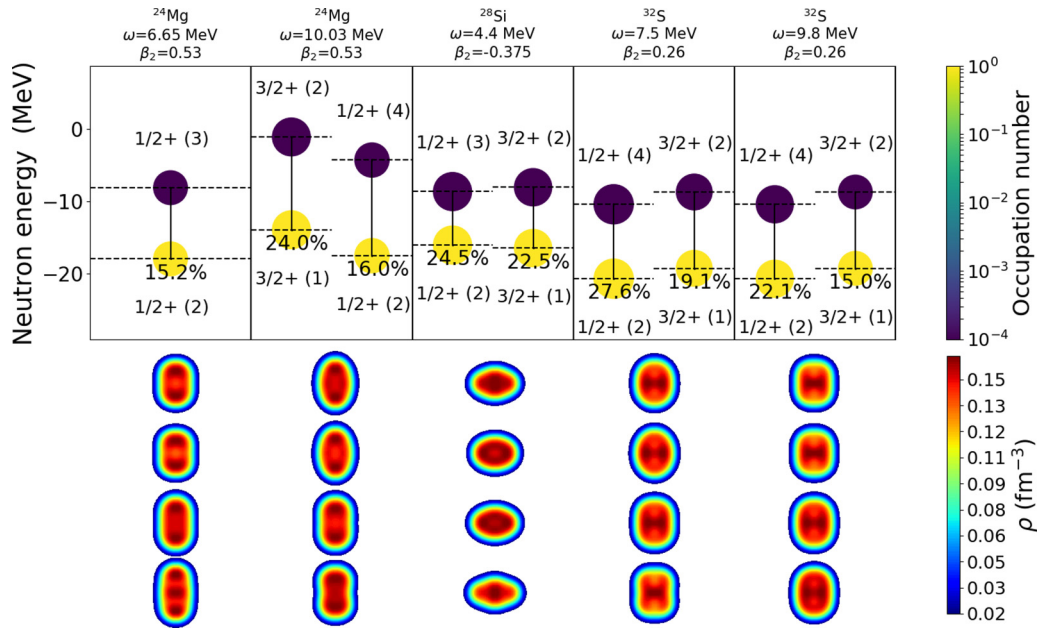 ²⁴Mg
ω=6.65 MeV
β₂=0.53
²⁴Mg
ω=10.03 MeV
β₂=0.53
²⁸Si
ω=4.4 MeV
β₂=-0.375
³²S
ω=7.5 MeV
β₂=0.26
³²S
ω=9.8 MeV
β₂=0.26
Neutron energy (MeV)
0
−10
−20
1/2+ (3)
15.2%
1/2+ (2)
3/2+ (2)
24.0%
3/2+ (1)
1/2+ (4)
16.0%
1/2+ (2)
1/2+ (3)
24.5%
1/2+ (2)
3/2+ (2)
22.5%
3/2+ (1)
1/2+ (4)
27.6%
1/2+ (2)
3/2+ (2)
19.1%
3/2+ (1)
1/2+ (4)
22.1%
1/2+ (2)
3/2+ (2)
15.0%
3/2+ (1)
10⁰
10⁻¹
10⁻²
10⁻³
10⁻⁴
Occupation number
0.15
0.13
0.11
0.09
0.08
0.06
0.04
0.03
0.02
ρ (fm⁻³)